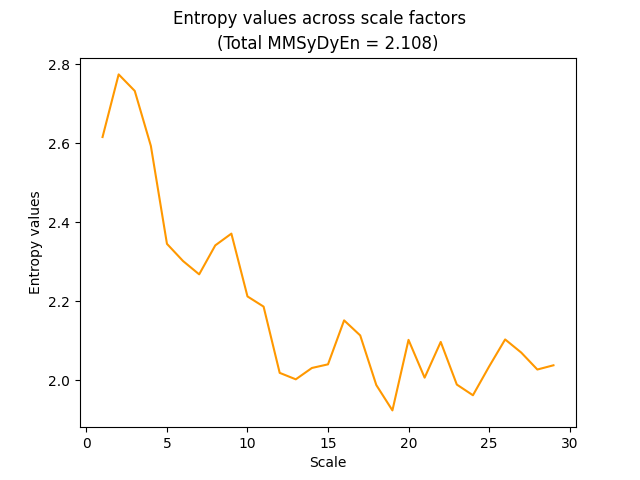 Entropy values across scale factors
(Total MMSyDyEn = 2.108)
2.8
2.6
2.4
2.2
2.0
Entropy values
0 5 10 15 20 25 30
Scale